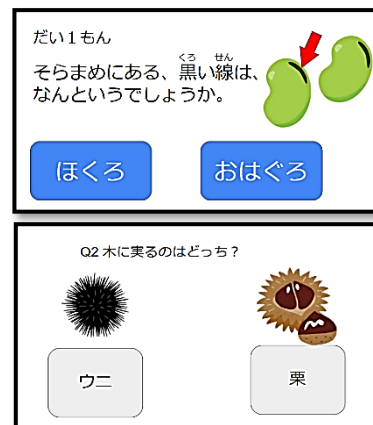 だい1もん
そらまめにある、黒い線は、
くろ せん
なんというでしょうか。
ほくろ おはぐろ
Q2 木に実るのはどっち？
ウニ 栗